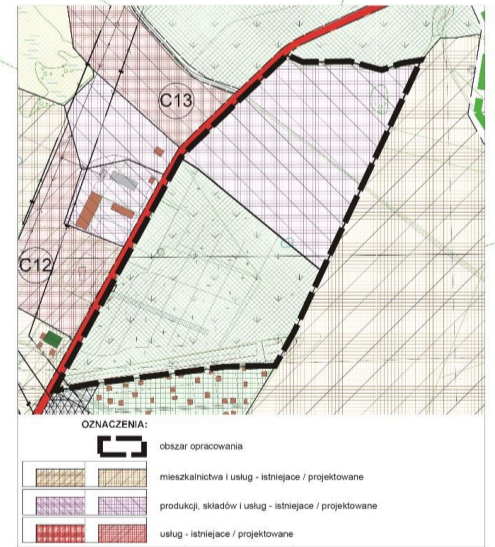 C13
C12
OZNACZENIA:
obszar opracowania
mieszkalnictwa i usług - istniejace / projektowane
produkcji, składów i usług - istniejace / projektowane
usług - istniejace / projektowane